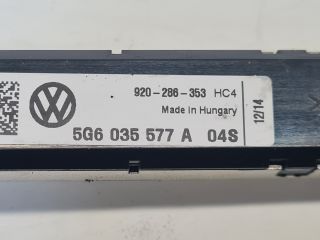 920-286-353 HC4
Made in Hungary
5G6 035 577 A 04S
12/14